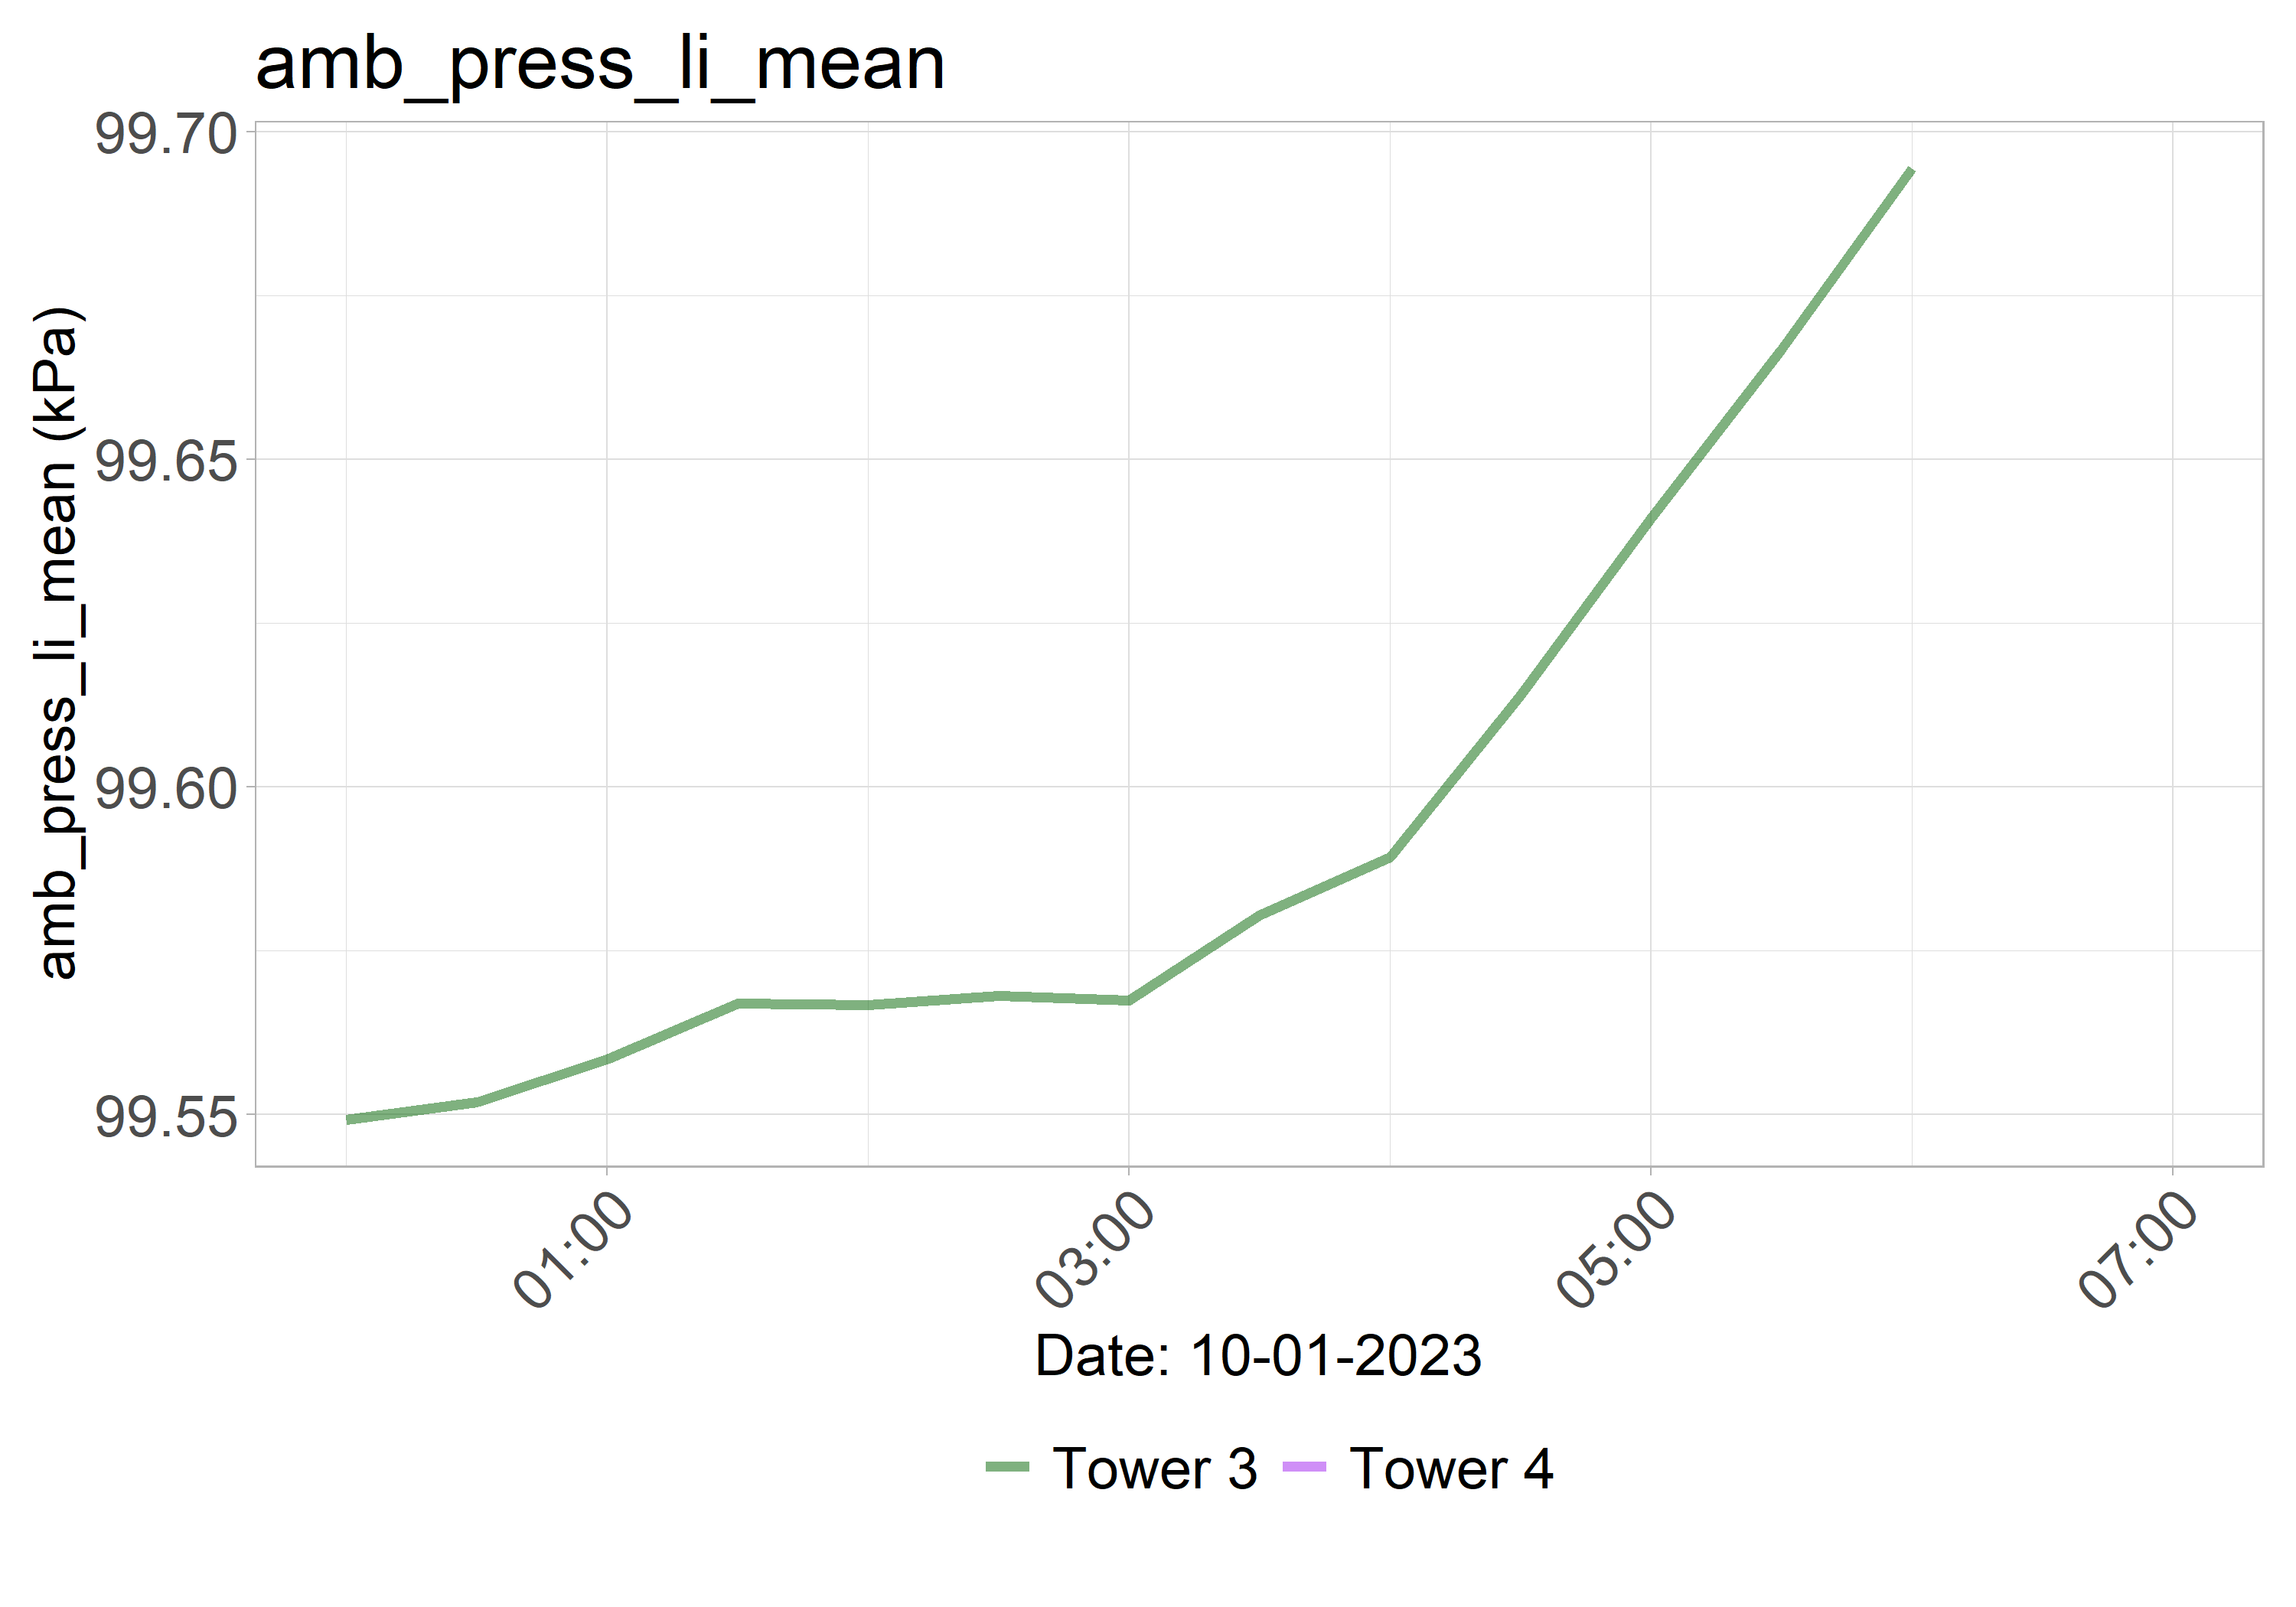 amb_press_li_mean
amb_press_li_mean (kPa)
99.70
99.65
99.60
99.55
01:00
03:00
05:00
07:00
Date: 10-01-2023
Tower 3
Tower 4